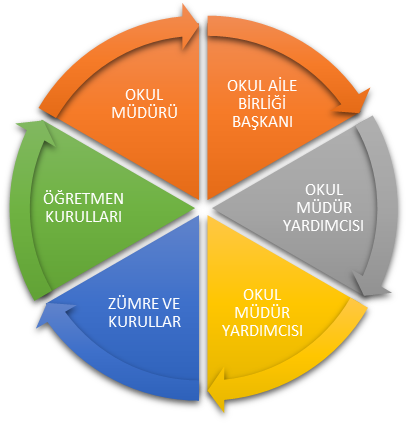 OKUL
MÜDÜRÜ
OKUL AİLE
BİRLİĞİ
BAŞKANI
ÖĞRETMEN
KURULLARI
OKUL
MÜDÜR
YARDIMCISI
ZÜMRE VE
KURULLAR
OKUL
MÜDÜR
YARDIMCISI